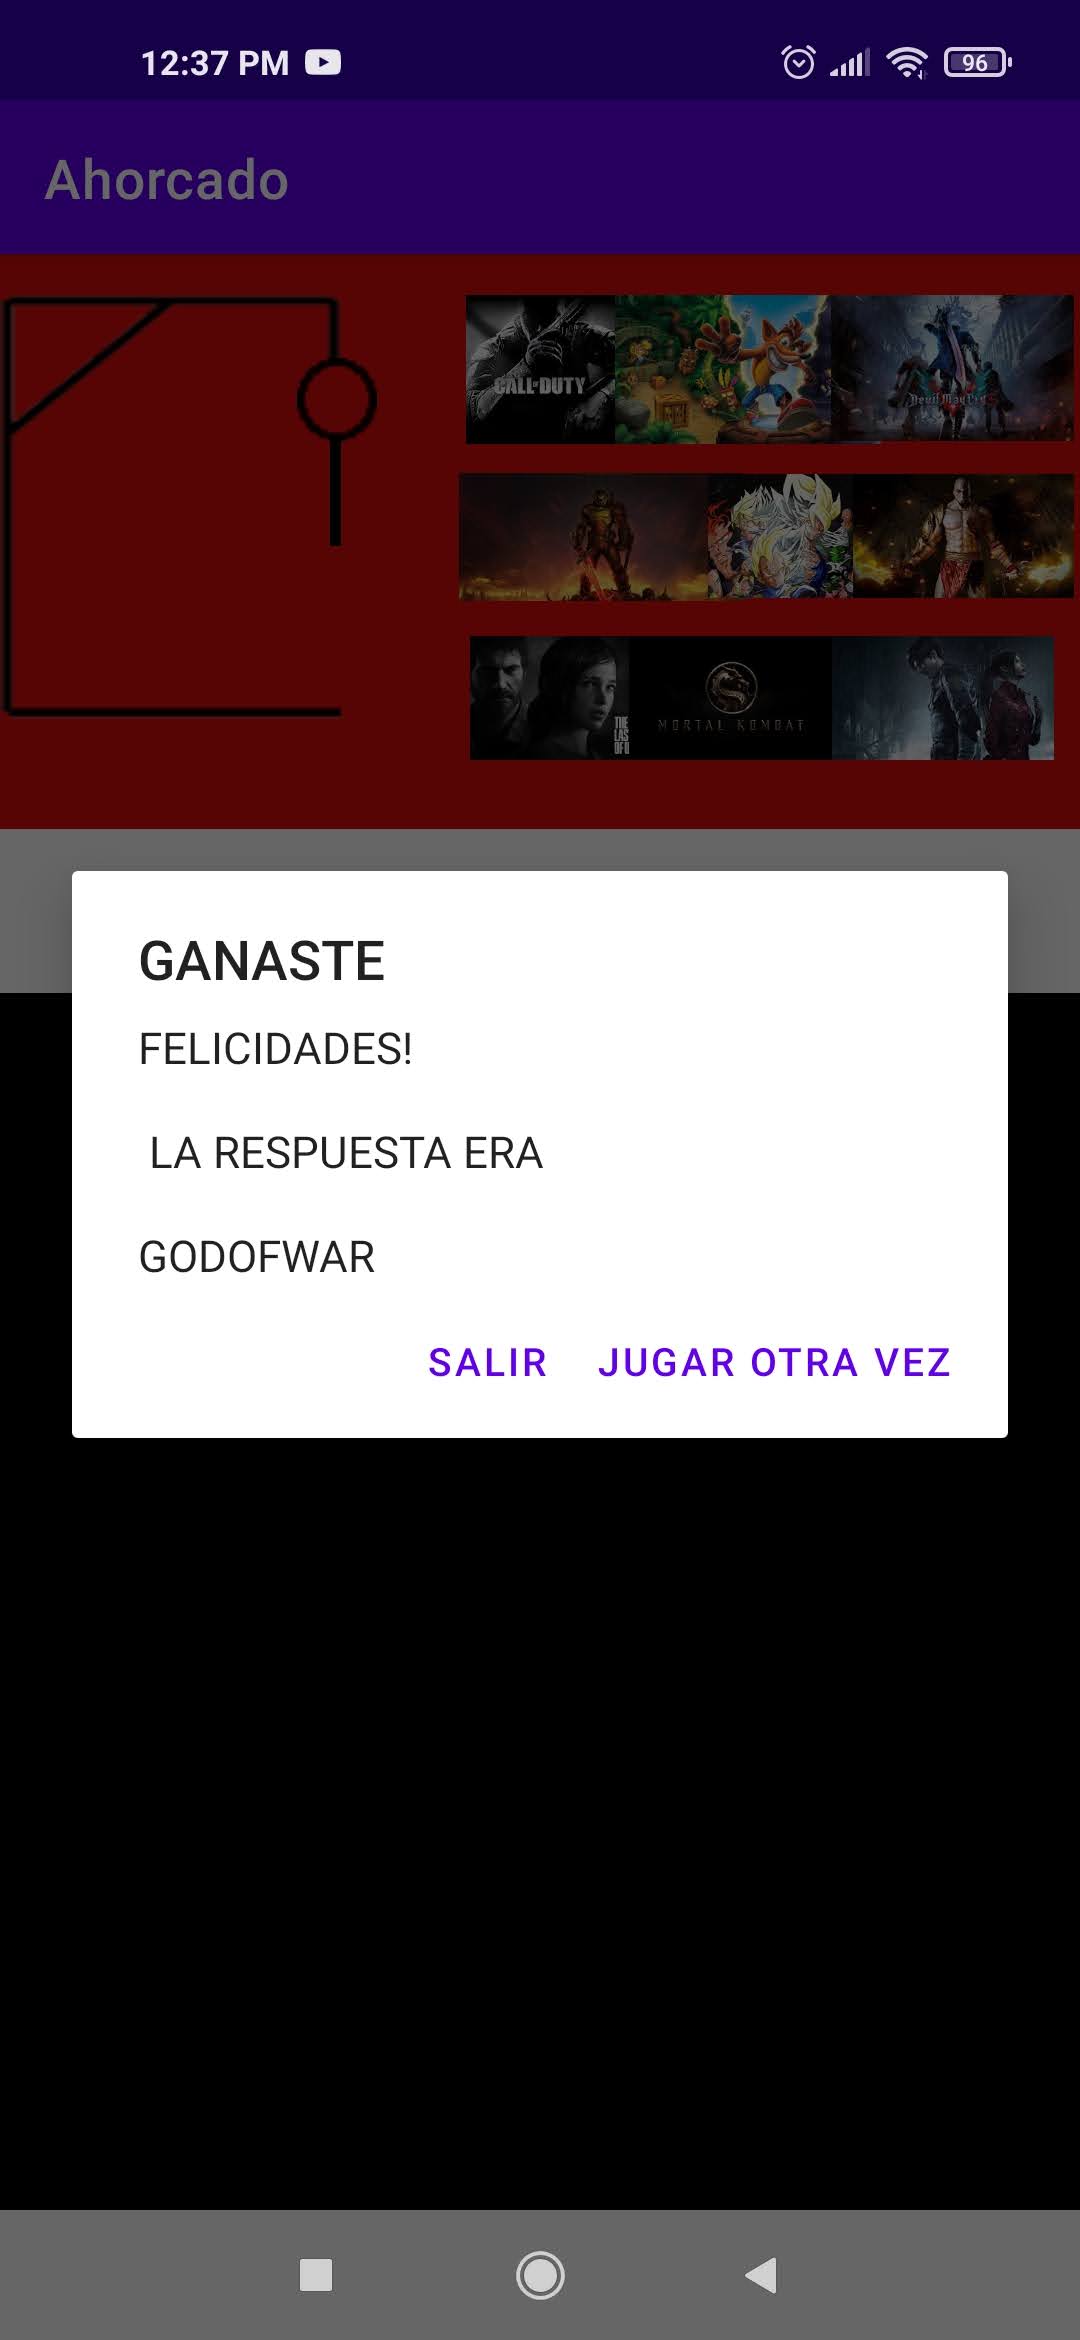 12:37 PM
96
Ahorcado
CALL OF DUTY
Devil May Cry
THE
LAS
OF U
MORTAL KOMBAT
GANASTE
FELICIDADES!
LA RESPUESTA ERA
GODOFWAR
SALIR JUGAR OTRA VEZ